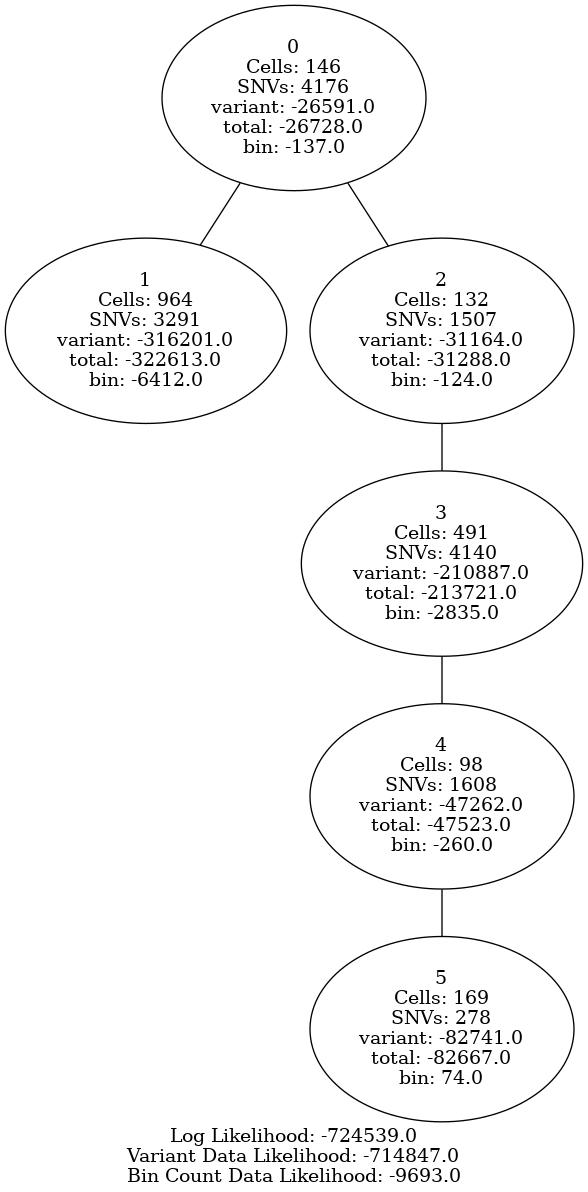 0
Cells: 146
SNVs: 4176
variant: -26591.0
total: -26728.0
bin: -137.0
1
Cells: 964
SNVs: 3291
variant: -316201.0
total: -322613.0
bin: -6412.0
2
Cells: 132
SNVs: 1507
variant: -31164.0
total: -31288.0
bin: -124.0
3
Cells: 491
SNVs: 4140
variant: -210887.0
total: -213721.0
bin: -2835.0
4
Cells: 98
SNVs: 1608
variant: -47262.0
total: -47523.0
bin: -260.0
5
Cells: 169
SNVs: 278
variant: -82741.0
total: -82667.0
bin: 74.0
Log Likelihood: -724539.0
Variant Data Likelihood: -714847.0
Bin Count Data Likelihood: -9693.0